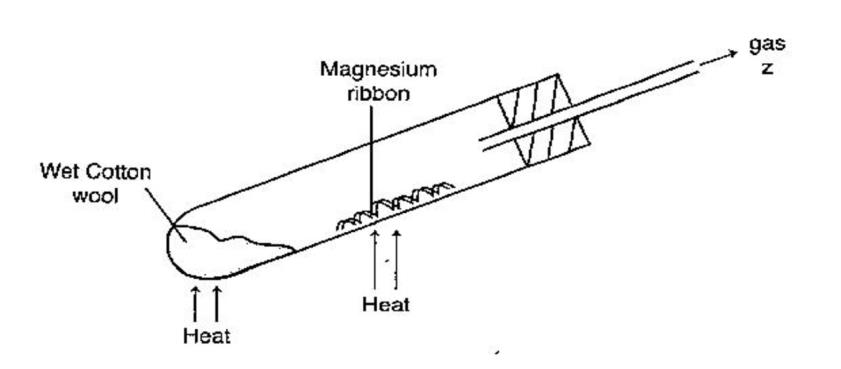 gas
z
Magnesium
ribbon
Wet Cotton
wool
Heat
Heat